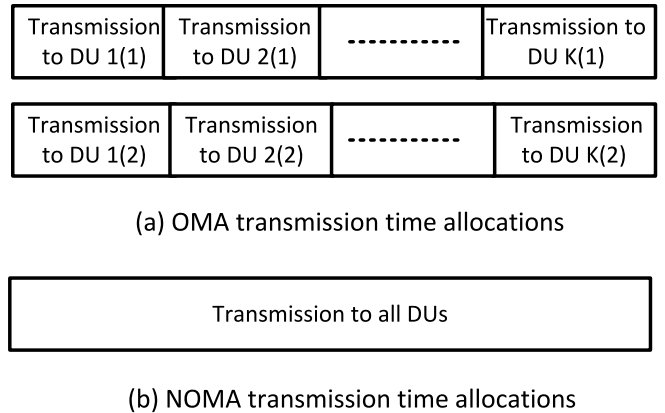 Transmission to DU 1(1)
Transmission to DU 2(1)
Transmission to DU K(1)
Transmission to DU 1(2)
Transmission to DU 2(2)
Transmission to DU K(2)
(a) OMA transmission time allocations
Transmission to all DUs
(b) NOMA transmission time allocations